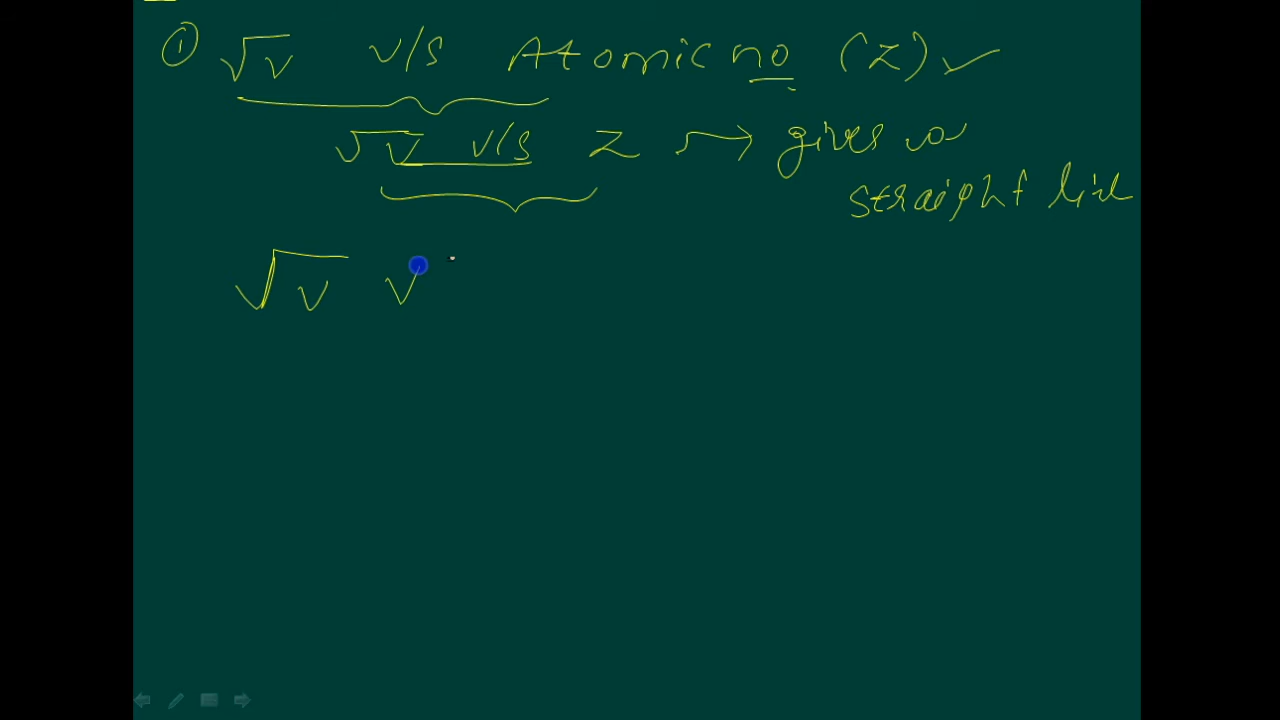 ① √v v/s Atomic no (Z) ✓
√v v/s Z → gives a
straight line
√v v